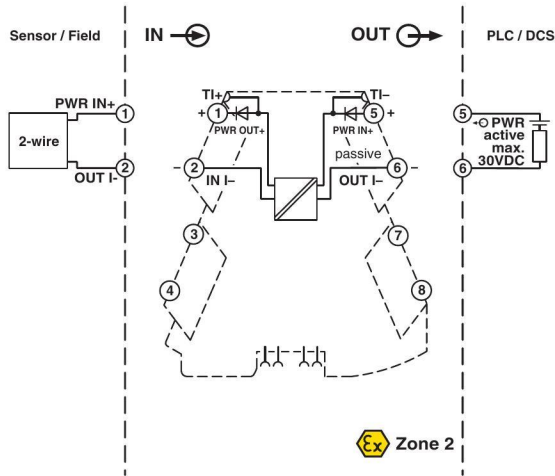 Sensor / Field
IN
OUT
PLC / DCS
TI+
TI–
PWR IN+
1
+ 1
5 +
5
PWR OUT+
PWR IN+
PWR
active
max.
30VDC
2-wire
passive
OUT I-
2
– 2
IN I–
OUT I–
6 –
6
3
7
4
8
Ex
Zone 2